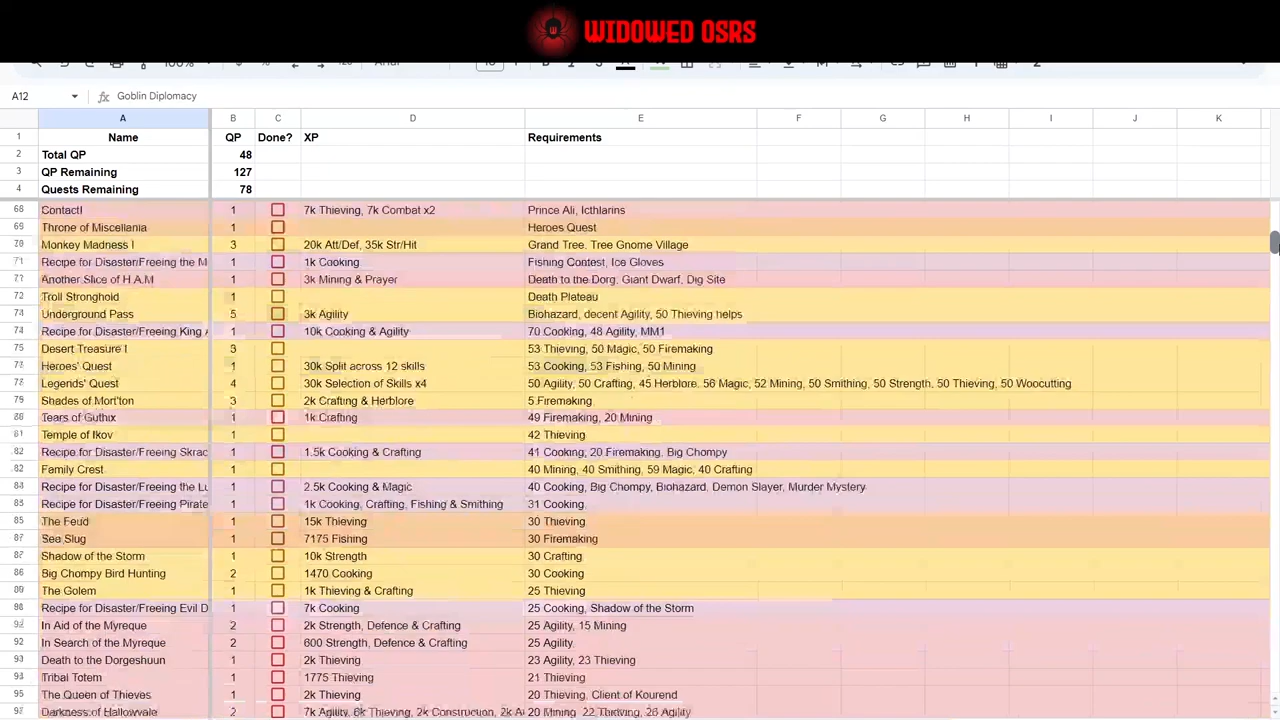 WIDOWED OSRS
A12 Goblin Diplomacy
A B C D E F G H I J K
1 Name QP Done? XP Requirements
2 Total QP 48
3 QP Remaining 127
4 Quests Remaining 78
68 Contact! 1 7k Thieving, 7k Combat x2 Prince Ali, Icthlarins
69 Throne of Miscellania 1 Heroes Quest
Monkey Madness I 3 20k Att/Def, 35k Str/Hit Grand Tree, Tree Gnome Village
Recipe for Disaster/Freeing the M 1 1k Cooking Fishing Contest, Ice Gloves
Another Slice of H.A.M 1 3k Mining & Prayer Death to the Dorg, Giant Dwarf, Dig Site
72 Troll Stronghold 1 Death Plateau
74 Underground Pass 5 3k Agility Biohazard, decent Agility, 50 Thieving helps
74 Recipe for Disaster/Freeing King 1 10k Cooking & Agility 70 Cooking, 48 Agility, MM1
75 Desert Treasure I 3 53 Thieving, 50 Magic, 50 Firemaking
Heroes' Quest 1 30k Split across 12 skills 53 Cooking, 53 Fishing, 50 Mining
Legends' Quest 4 30k Selection of Skills x4 50 Agility, 50 Crafting, 45 Herblore, 56 Magic, 52 Mining, 50 Smithing, 50 Strength, 50 Thieving, 50 Woocutting
79 Shades of Mort'ton 3 2k Crafting & Herblore 5 Firemaking
Tears of Guthix 1 1k Crafting 49 Firemaking, 20 Mining
81 Temple of Ikov 1 42 Thieving
82 Recipe for Disaster/Freeing Skrac 1 1.5k Cooking & Crafting 41 Cooking, 20 Firemaking, Big Chompy
82 Family Crest 1 40 Mining, 40 Smithing, 59 Magic, 40 Crafting
Recipe for Disaster/Freeing the Lu 1 2.5k Cooking & Magic 40 Cooking, Big Chompy, Biohazard, Demon Slayer, Murder Mystery
Recipe for Disaster/Freeing Pirate 1 1k Cooking, Crafting, Fishing & Smithing 31 Cooking
85 The Feud 1 15k Thieving 30 Thieving
Sea Slug 1 7175 Fishing 30 Firemaking
Shadow of the Storm 1 10k Strength 30 Crafting
Big Chompy Bird Hunting 2 1470 Cooking 30 Cooking
The Golem 1 1k Thieving & Crafting 25 Thieving
Recipe for Disaster/Freeing Evil D 1 7k Cooking 25 Cooking, Shadow of the Storm
In Aid of the Myreque 2 2k Strength, Defence & Crafting 25 Agility, 15 Mining
92 In Search of the Myreque 2 600 Strength, Defence & Crafting 25 Agility
Death to the Dorgeshuun 1 2k Thieving 23 Agility, 23 Thieving
Tribal Totem 1 1775 Thieving 21 Thieving
95 The Queen of Thieves 1 2k Thieving 20 Thieving, Client of Kourend
Darkness of Hallowvale 2 7k Agility, 6k Thieving, 2k Construction, 2k 20 Mining, 22 Thieving, 26 Agility